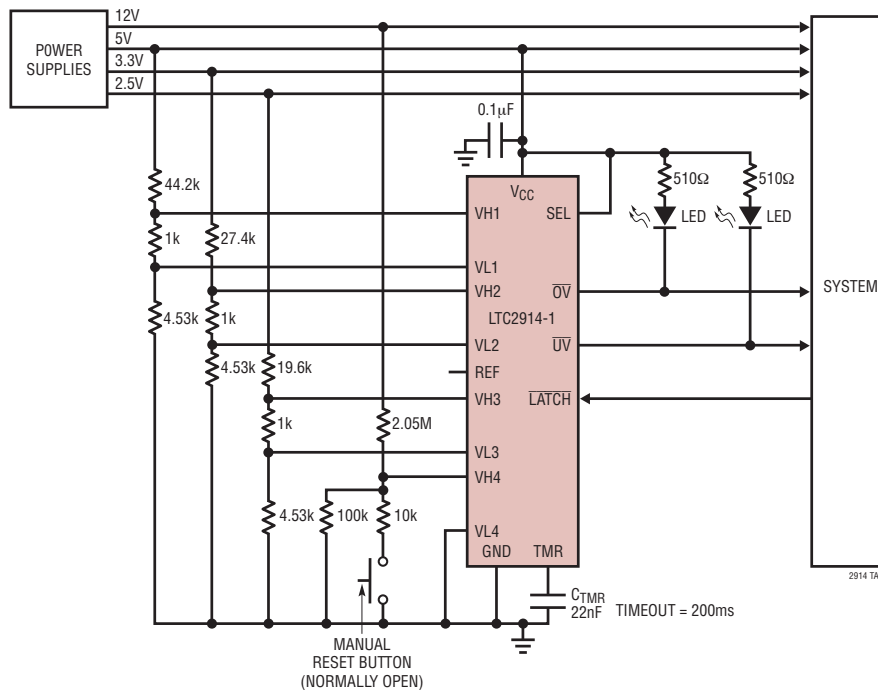 12V
5V
POWER
SUPPLIES
3.3V
2.5V
0.1µF
44.2k
VCC
510Ω
510Ω
VH1
SEL
LED
LED
1k
27.4k
VL1
SYSTEM
VH2
OV
4.53k
1k
LTC2914-1
VL2
UV
4.53k
19.6k
REF
VH3
LATCH
1k
2.05M
VL3
VH4
4.53k
100k
10k
VL4
GND
TMR
2914 TA
CTMR
22nF
TIMEOUT = 200ms
MANUAL
RESET BUTTON
(NORMALLY OPEN)